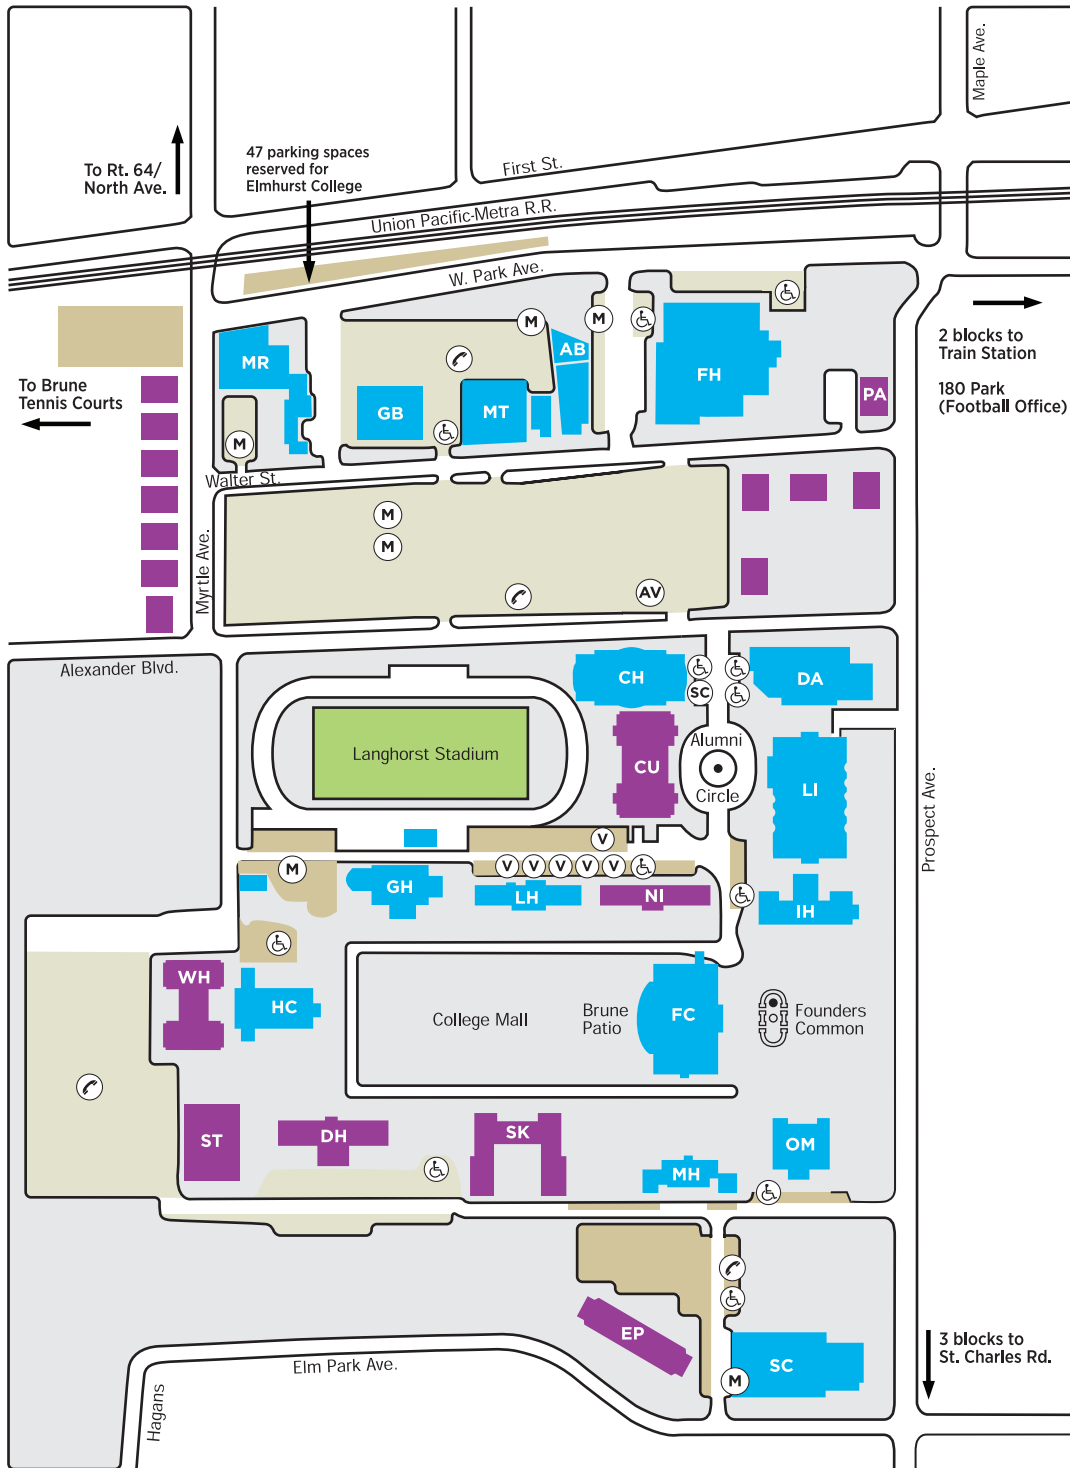 Maple Ave.
First St.
47 parking spaces
reserved for
Elmhurst College
To Rt. 64/
North Ave.
Union Pacific-Metra R.R.
W. Park Ave.
2 blocks to
Train Station
180 Park
(Football Office)
To Brune
Tennis Courts
M
M
AB
MR
FH
PA
GB
MT
M
Walter St.
M
M
Myrtle Ave.
AV
Alexander Blvd.
CH
SC
DA
Langhorst Stadium
CU
Alumni
Circle
LI
Prospect Ave.
V
V
V
V
V
V
M
GH
LH
NI
IH
WH
HC
College Mall
Brune
Patio
FC
Founders
Common
ST
DH
SK
MH
OM
EP
SC
M
3 blocks to
St. Charles Rd.
Elm Park Ave.
Hagans